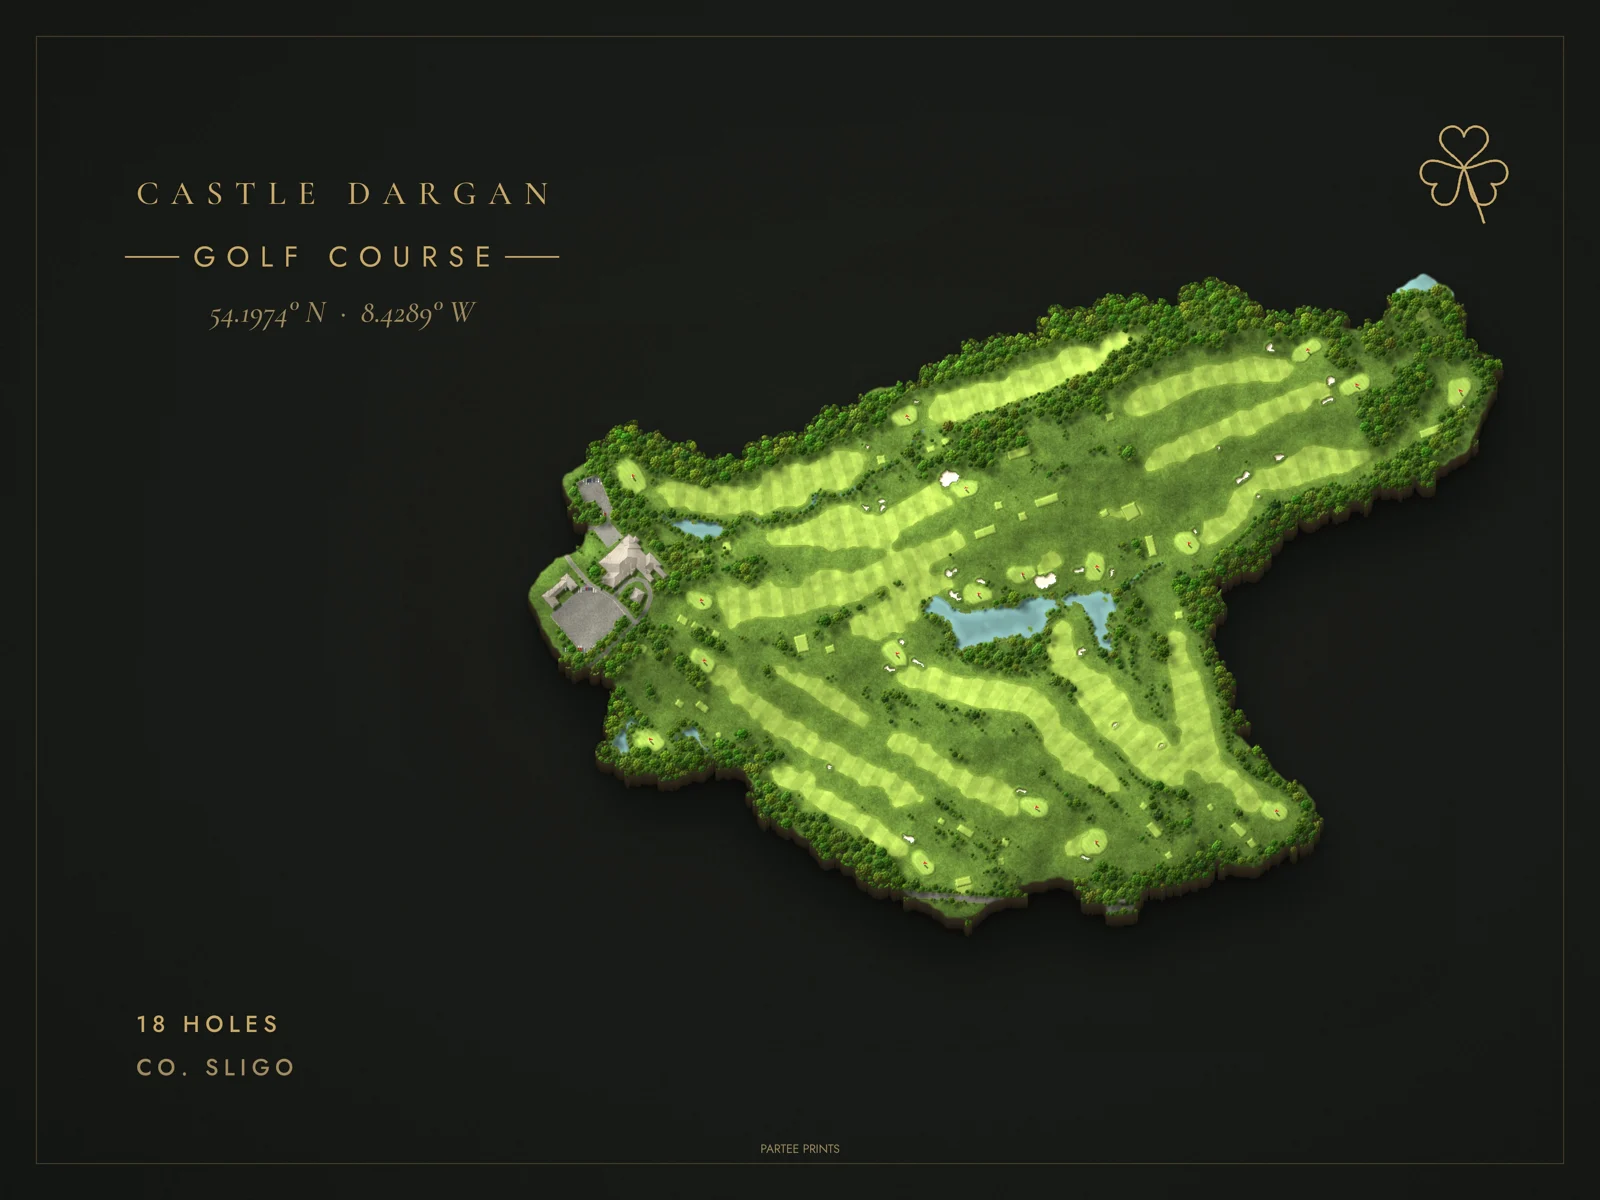 CASTLE DARGAN
GOLF COURSE
54.1974° N · 8.4289° W
18 HOLES
CO. SLIGO
PARTEE PRINTS